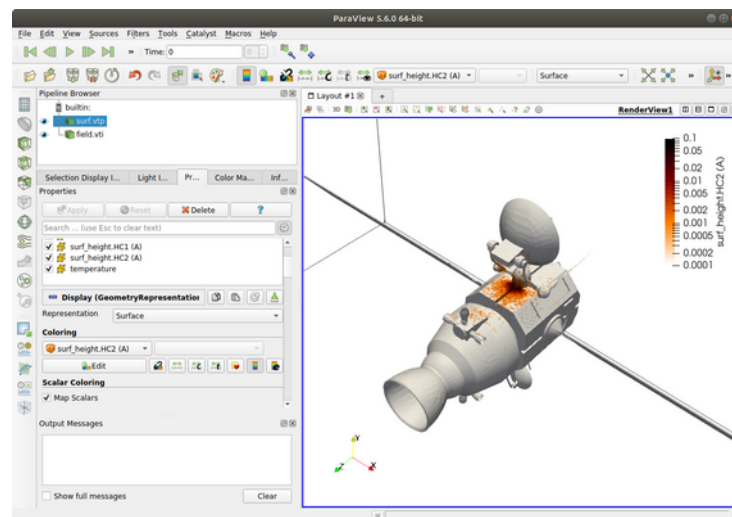 ParaView 5.6.0 64-bit
File Edit View Sources Filters Tools Catalyst Macros Help
Time: 0
surf_height.HC2 (A)
Surface
Pipeline Browser
builtin:
surf.vtp
field.vti
Layout #1
RenderView1
Selection Display I... Light I... Pr... Color Ma... Inf...
Properties
Apply Reset Delete ?
Search ... (use Esc to clear text)
surf_height.HC1 (A)
surf_height.HC2 (A)
temperature
Display (GeometryRepresentation
Representation Surface
Coloring
surf_height.HC2 (A)
Edit
Scalar Coloring
Map Scalars
Output Messages
Show full messages
Clear
0.1
0.05
0.02
0.01
0.005
0.002
0.001
0.0005
0.0002
0.0001
surf_height.HC2 (A)
Y
Z
X